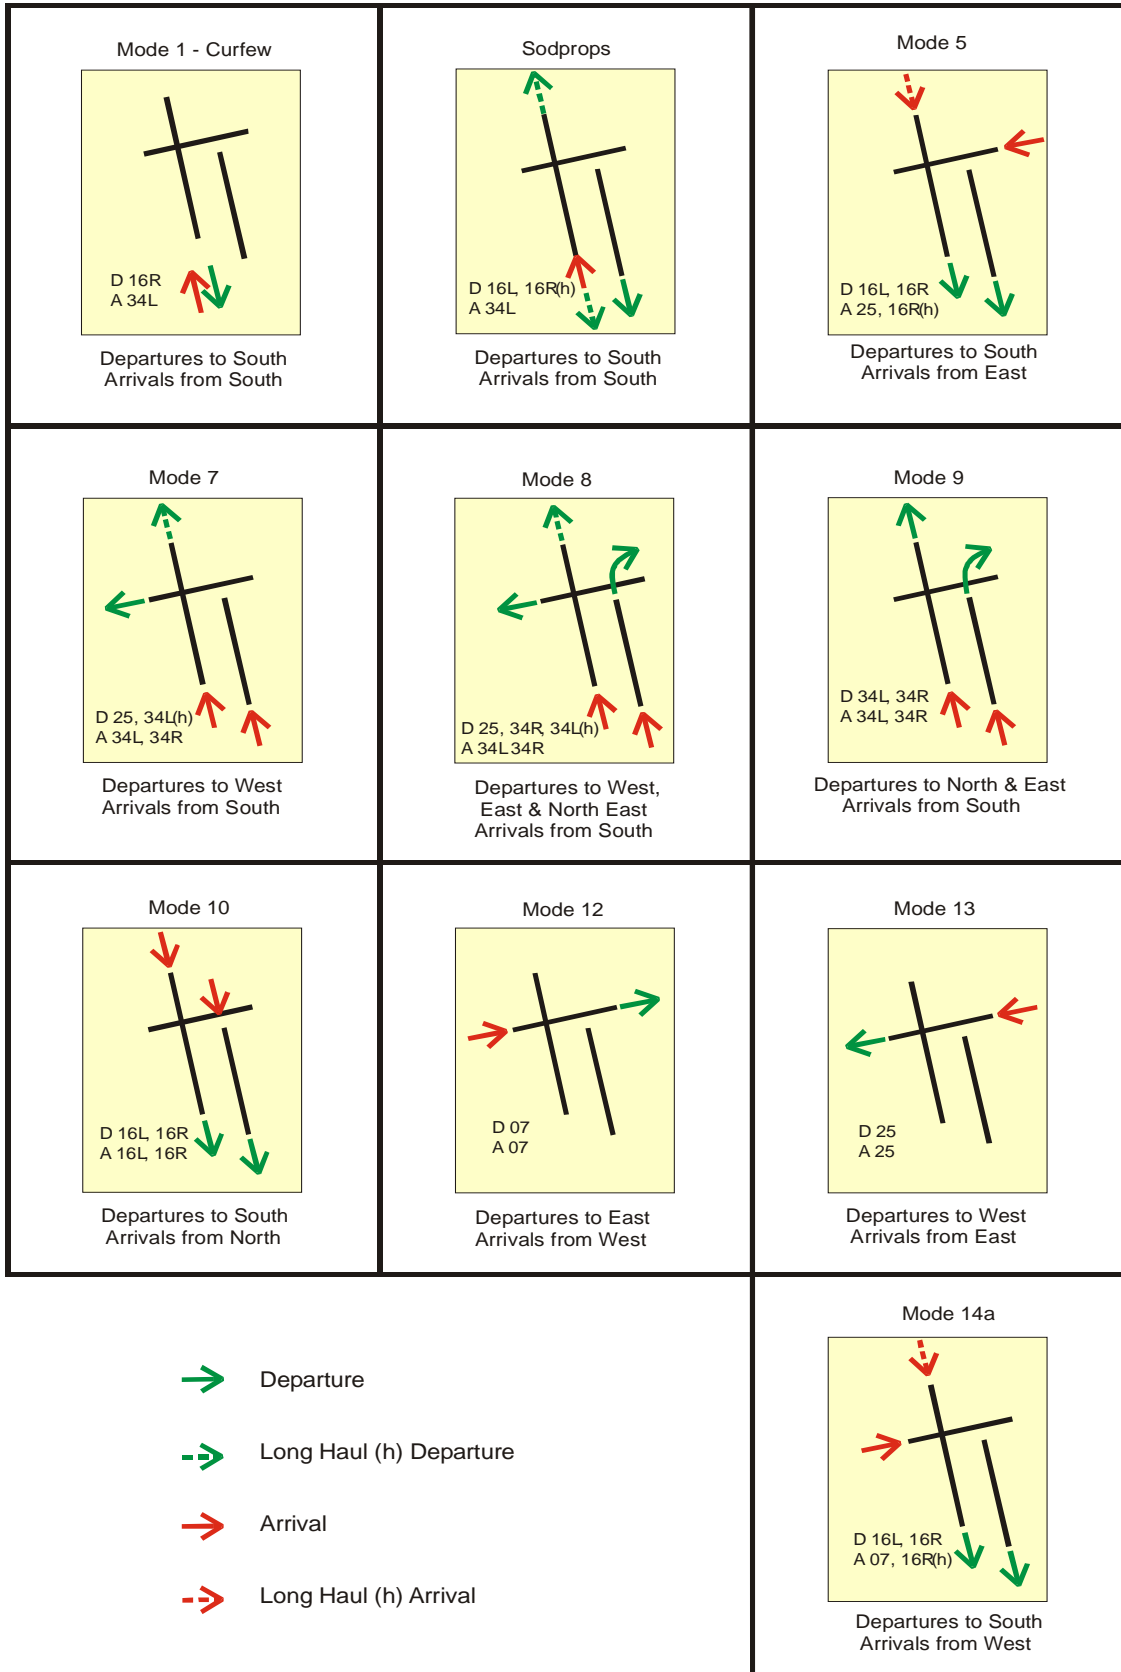 Mode 1 - Curfew
D 16R
A 34L
Departures to South
Arrivals from South
Sodprops
D 16L, 16R(h)
A 34L
Departures to South
Arrivals from South
Mode 5
D 16L, 16R
A 25, 16R(h)
Departures to South
Arrivals from East
Mode 7
D 25, 34L(h)
A 34L, 34R
Departures to West
Arrivals from South
Mode 8
D 25, 34R, 34L(h)
A 34L 34R
Departures to West,
East & North East
Arrivals from South
Mode 9
D 34L, 34R
A 34L, 34R
Departures to North & East
Arrivals from South
Mode 10
D 16L, 16R
A 16L, 16R
Departures to South
Arrivals from North
Mode 12
D 07
A 07
Departures to East
Arrivals from West
Mode 13
D 25
A 25
Departures to West
Arrivals from East
Departure
Long Haul (h) Departure
Arrival
Long Haul (h) Arrival
Mode 14a
D 16L, 16R
A 07, 16R(h)
Departures to South
Arrivals from West